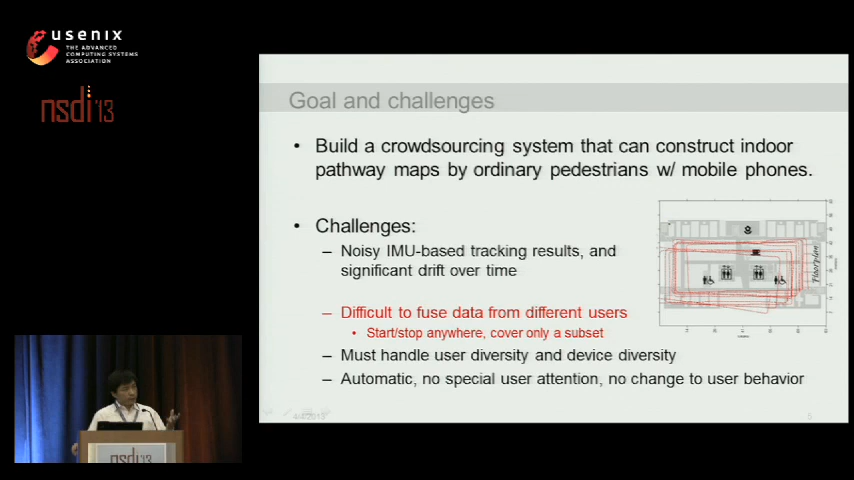 usenix
THE ADVANCED
COMPUTING SYSTEMS
ASSOCIATION
nsdi '13
Goal and challenges
• Build a crowdsourcing system that can construct indoor
pathway maps by ordinary pedestrians w/ mobile phones.
• Challenges:
– Noisy IMU-based tracking results, and
significant drift over time
– Difficult to fuse data from different users
• Start/stop anywhere, cover only a subset
– Must handle user diversity and device diversity
– Automatic, no special user attention, no change to user behavior
Floorplan
5
nsdi '13